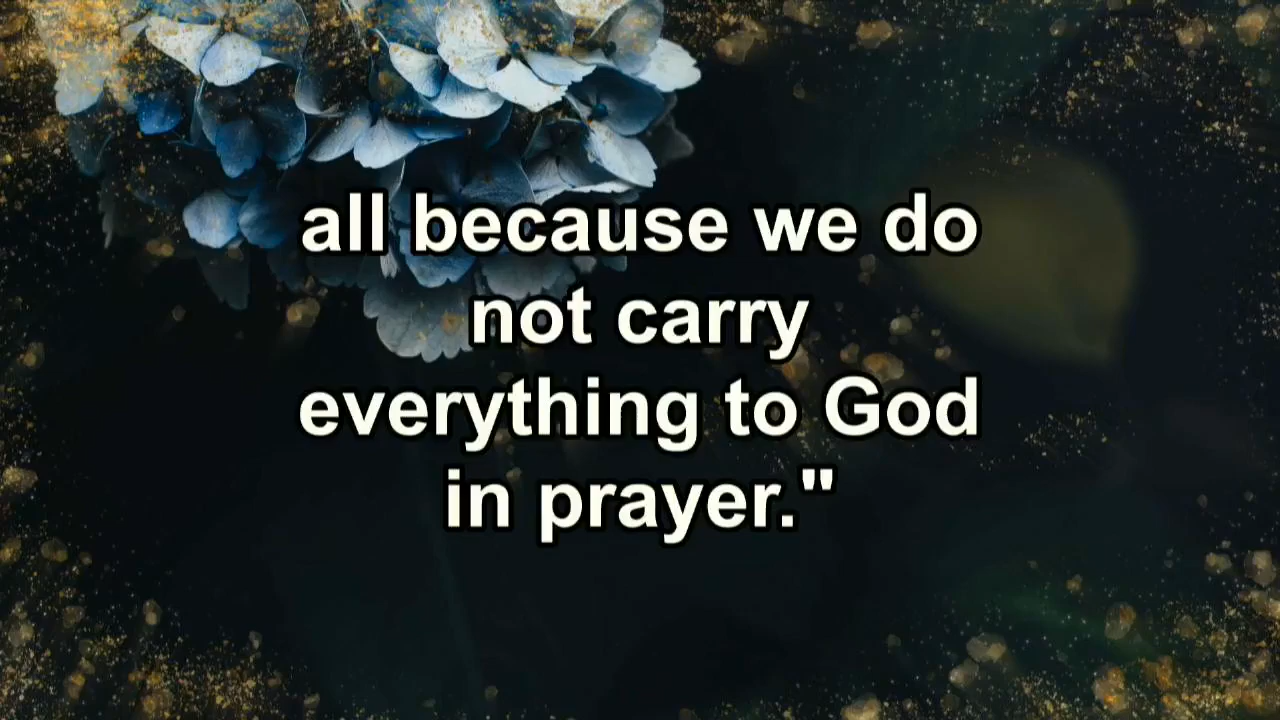 all because we do
not carry
everything to God
in prayer."